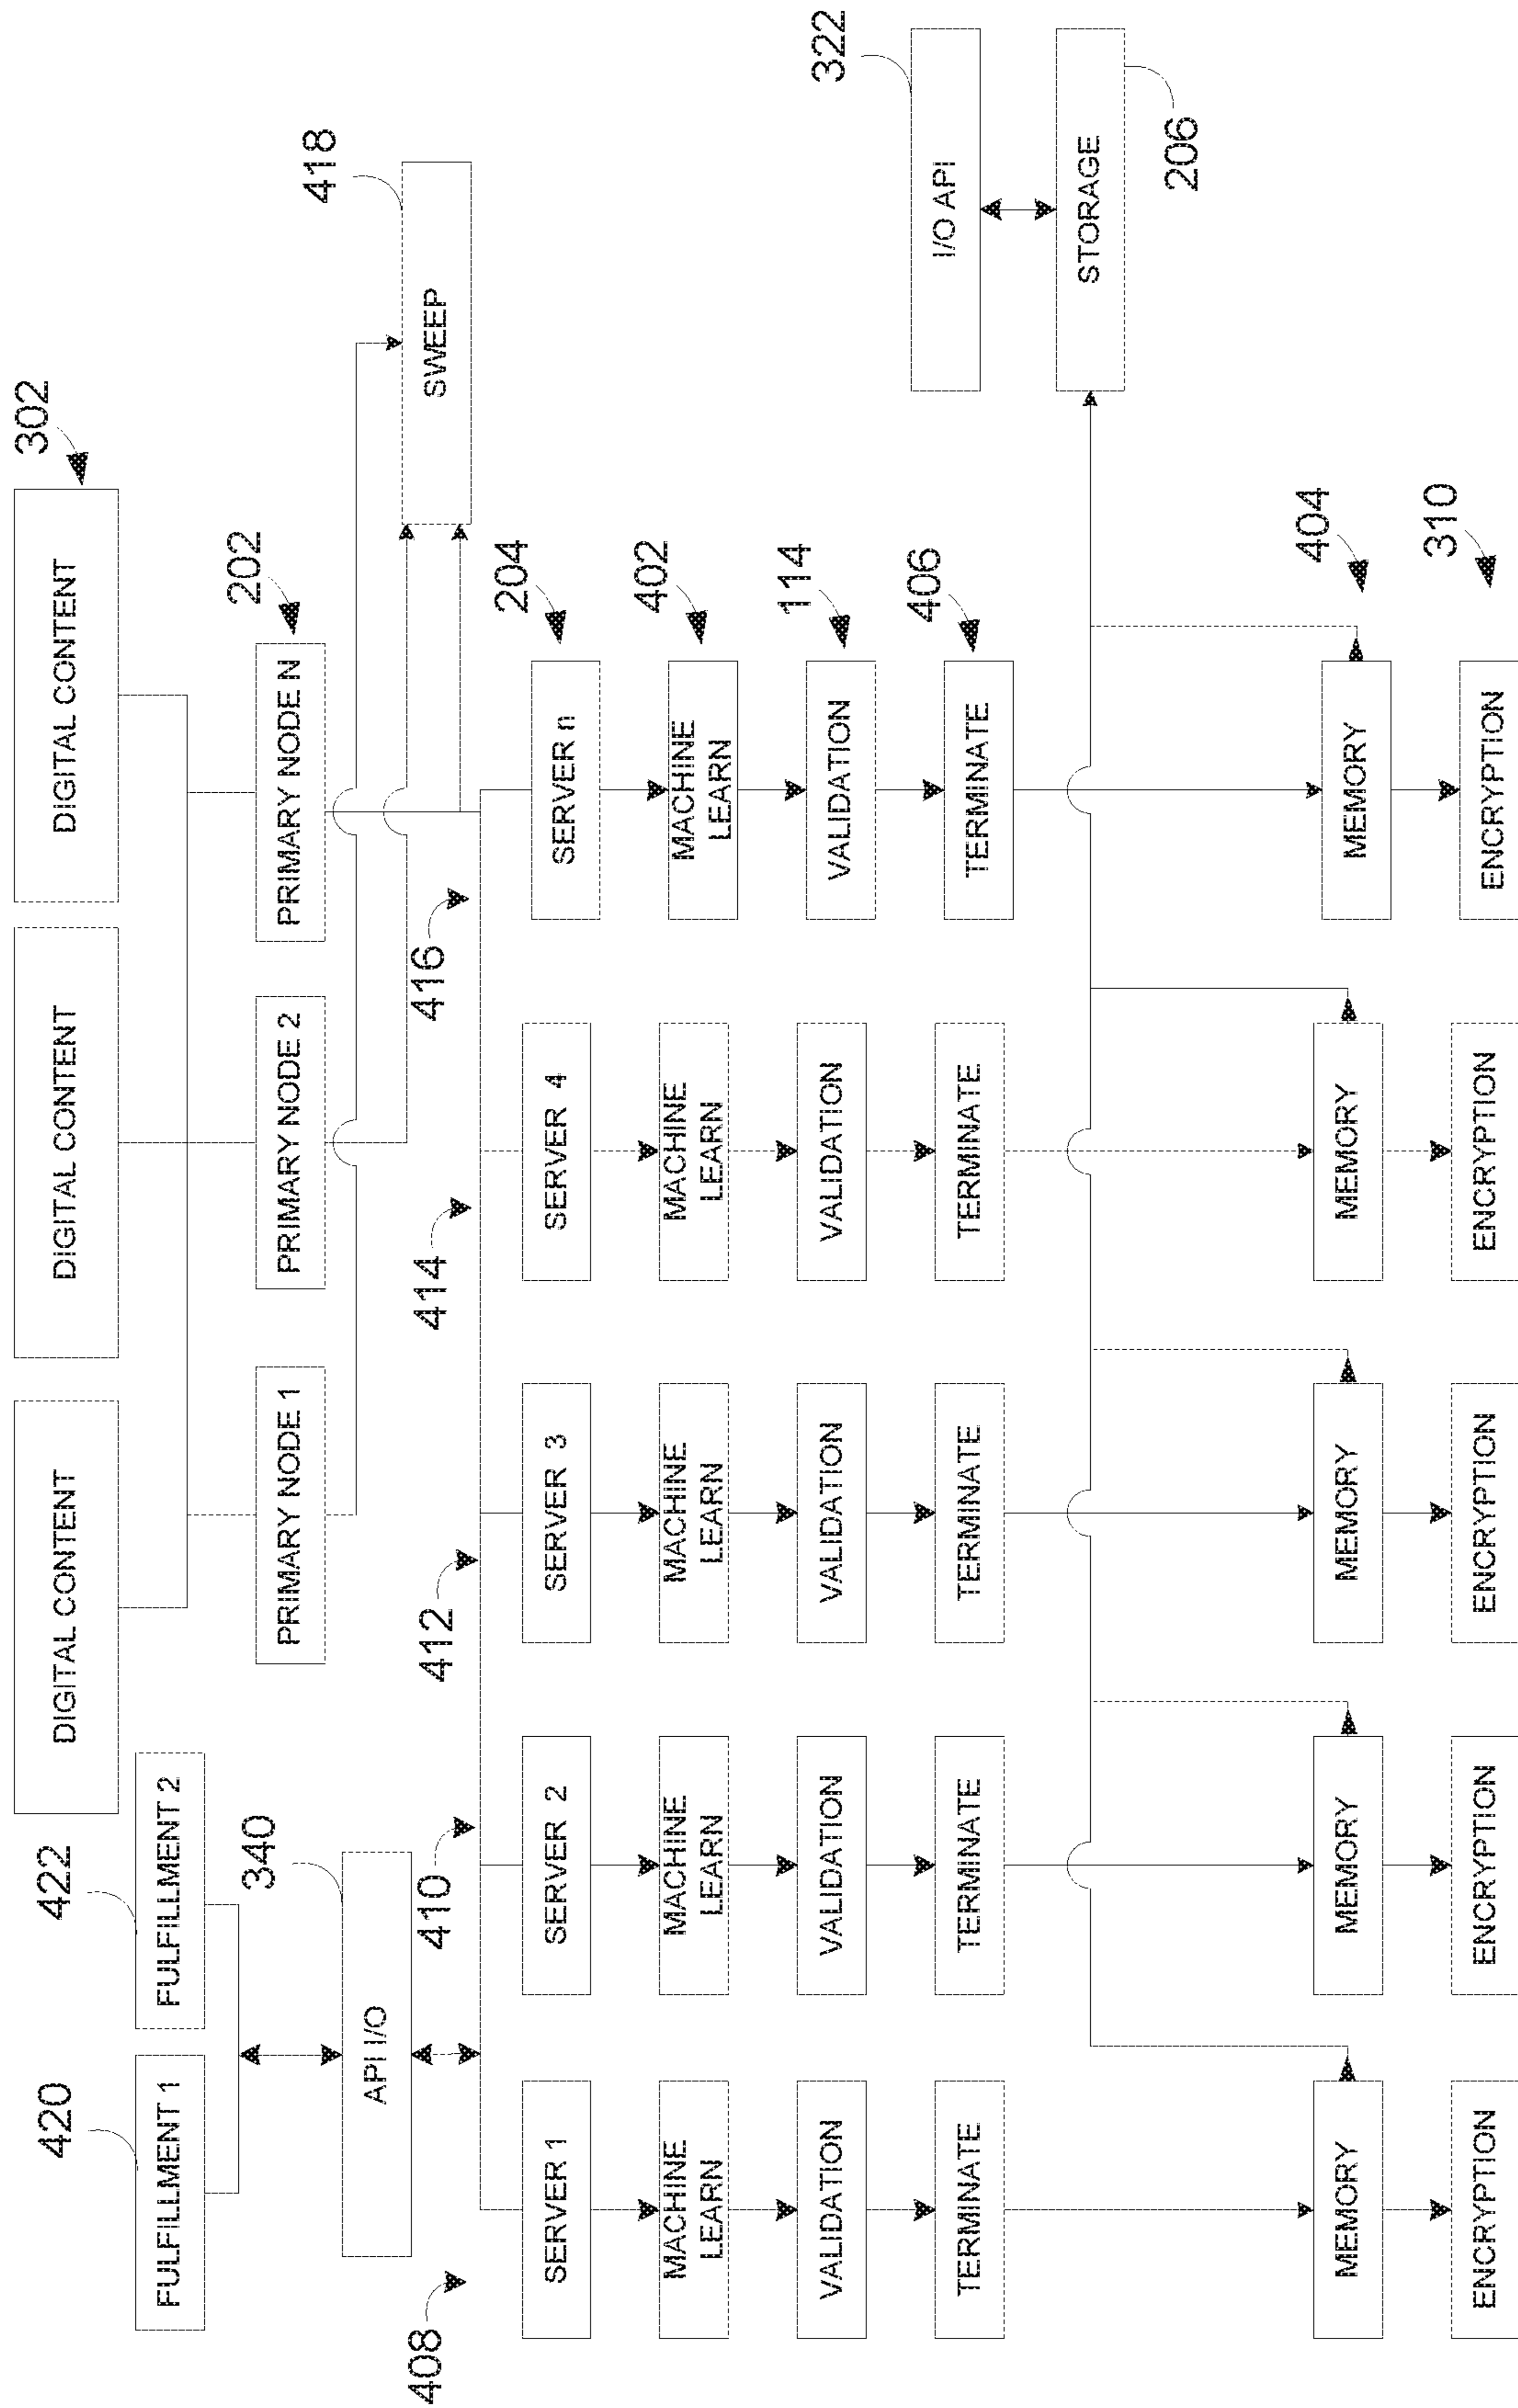 420
FULFILLMENT 1
422
FULFILLMENT 2
340
API I/O
DIGITAL CONTENT
DIGITAL CONTENT
DIGITAL CONTENT
302
PRIMARY NODE 1
PRIMARY NODE 2
PRIMARY NODE N
202
SWEEP
418
408
410
412
414
416
SERVER 1
SERVER 2
SERVER 3
SERVER 4
SERVER n
204
MACHINE
LEARN
MACHINE
LEARN
MACHINE
LEARN
MACHINE
LEARN
MACHINE
LEARN
402
VALIDATION
VALIDATION
VALIDATION
VALIDATION
VALIDATION
114
TERMINATE
TERMINATE
TERMINATE
TERMINATE
TERMINATE
406
I/O API
322
STORAGE
206
MEMORY
MEMORY
MEMORY
MEMORY
MEMORY
404
ENCRYPTION
ENCRYPTION
ENCRYPTION
ENCRYPTION
ENCRYPTION
310